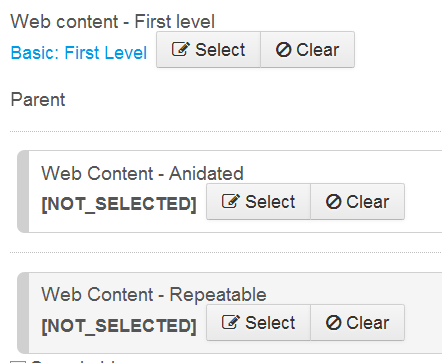 Web content - First level
Basic: First Level Select Clear
Parent
Web Content - Anidated
[NOT_SELECTED] Select Clear
Web Content - Repeatable
[NOT_SELECTED] Select Clear